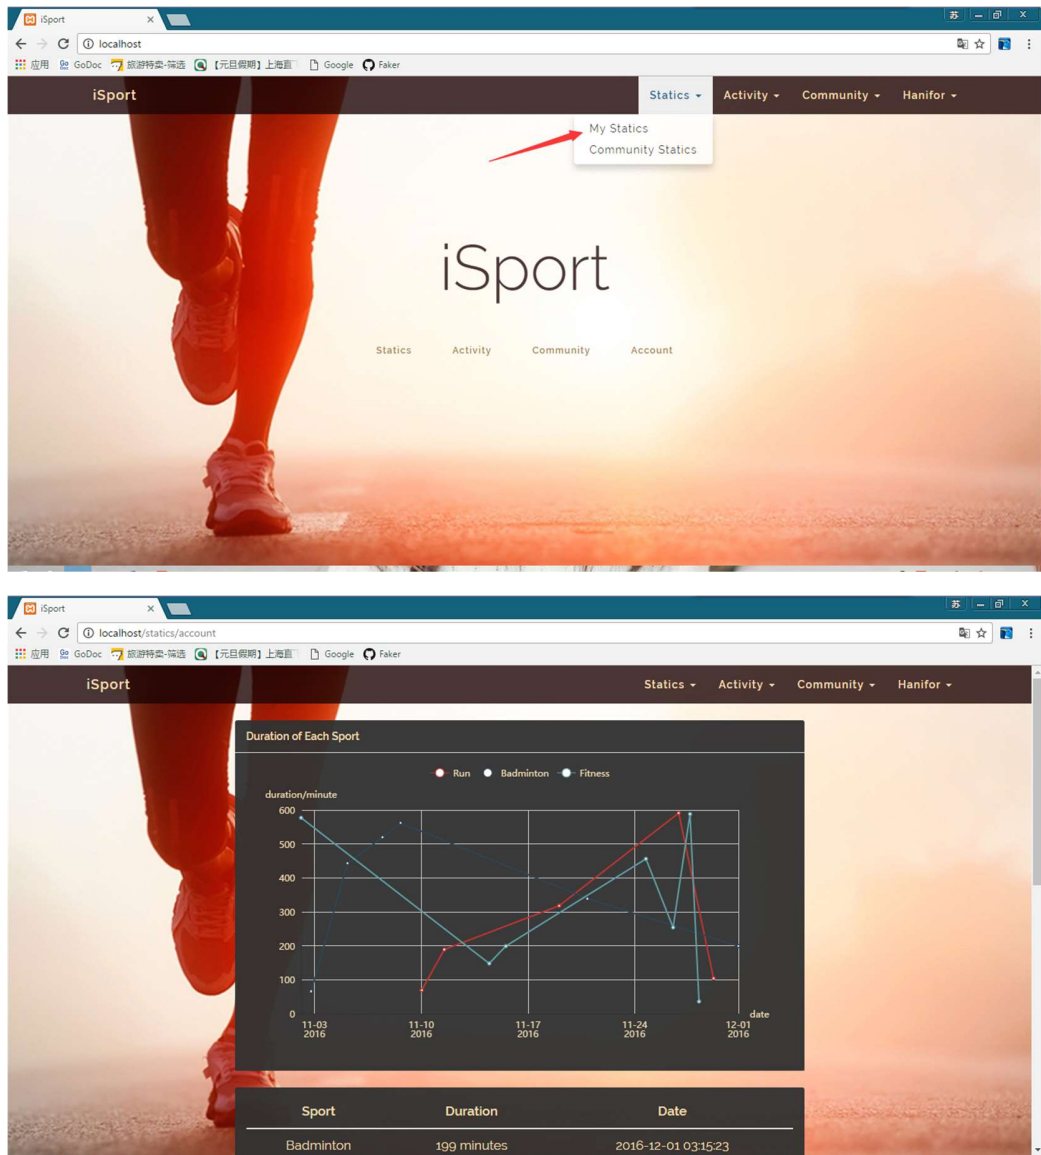 iSport
苏
localhost
应用 GoDoc 旅游特卖-筛选 【元旦假期】上海直 Google Faker
iSport Statics Activity Community Hanifor
My Statics
Community Statics
iSport
Statics Activity Community Account
iSport
苏
localhost/statics/account
应用 GoDoc 旅游特卖-筛选 【元旦假期】上海直 Google Faker
iSport Statics Activity Community Hanifor
Duration of Each Sport
Run Badminton Fitness
duration/minute
600
500
400
300
200
100
0
date
11-03 11-10 11-17 11-24 12-01
2016 2016 2016 2016 2016
Sport Duration Date
Badminton 199 minutes 2016-12-01 03:15:23